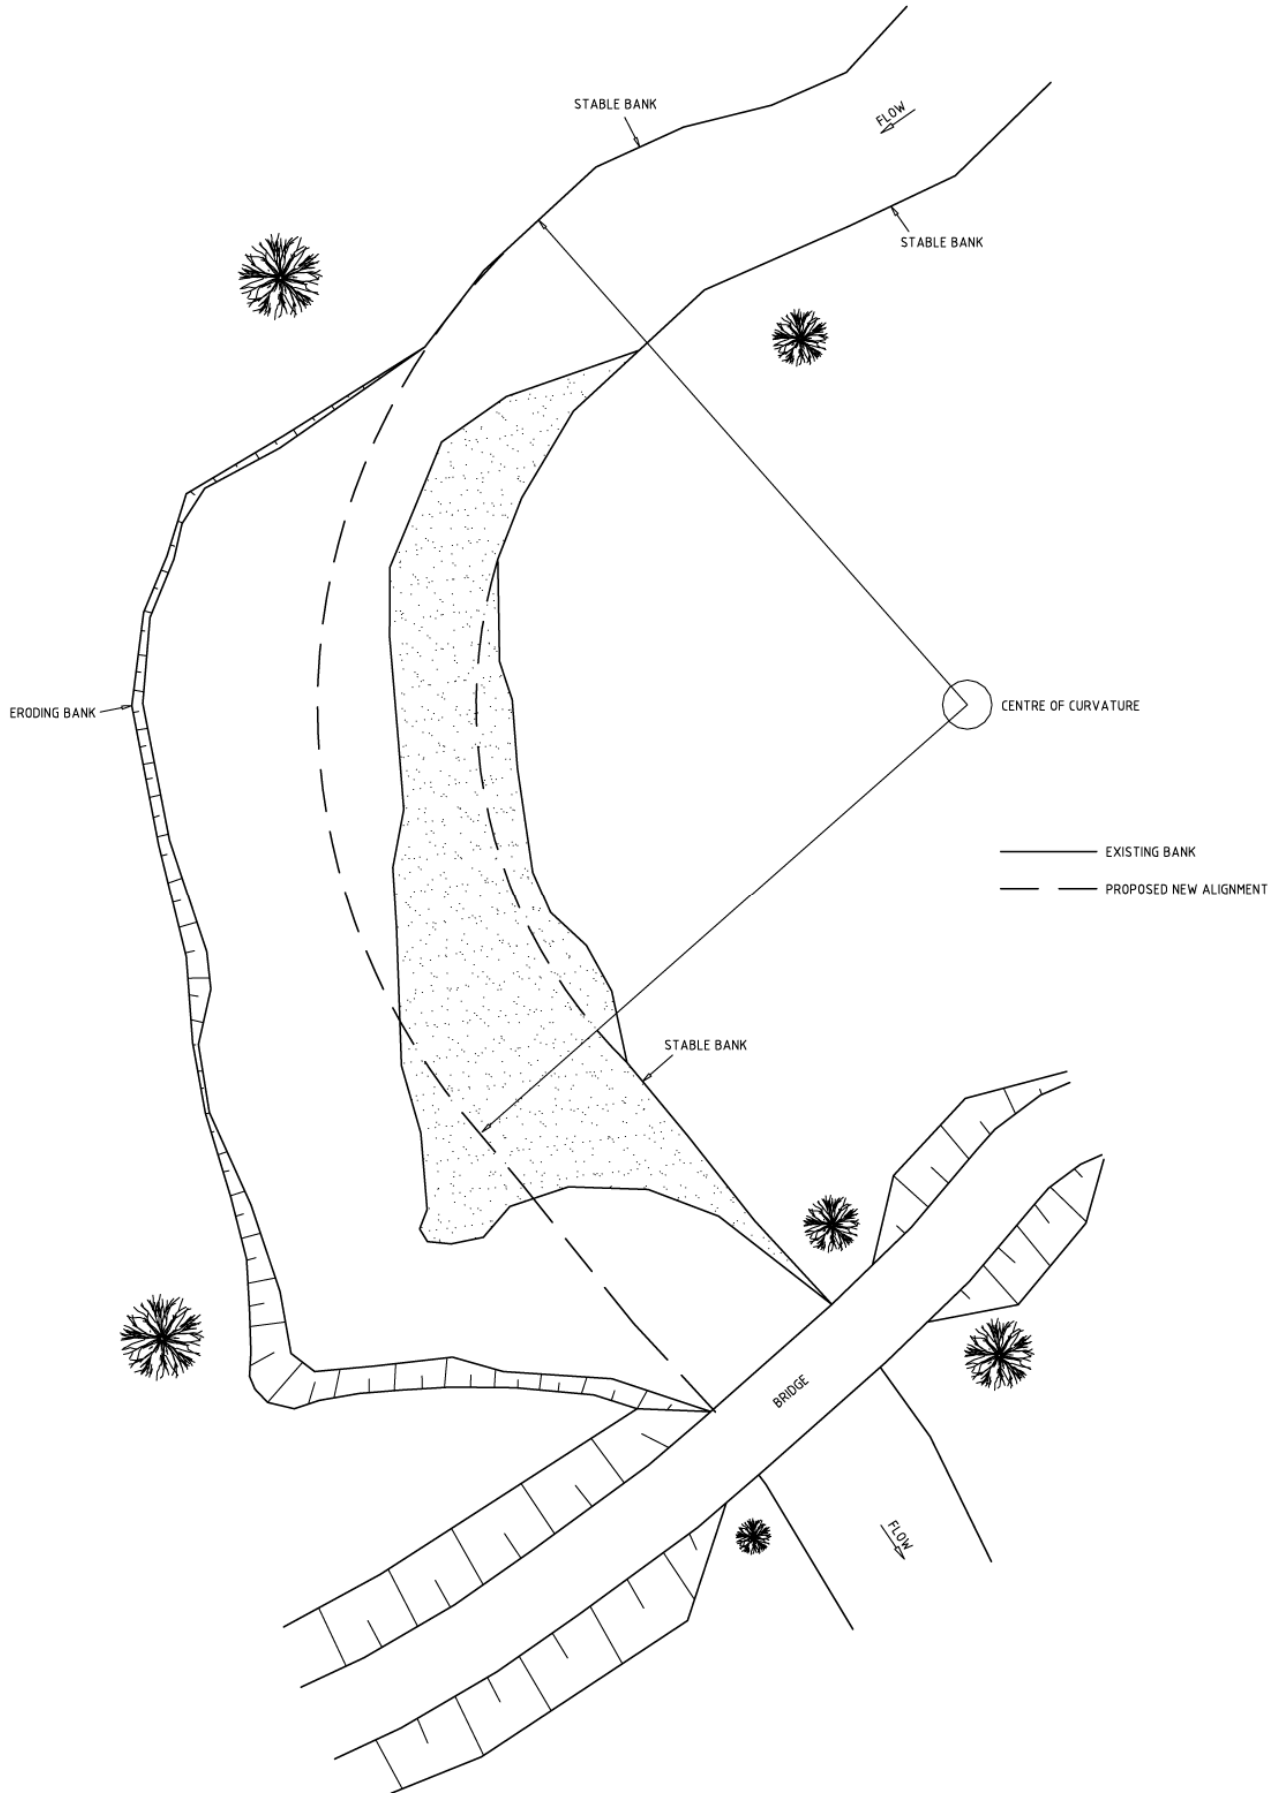 STABLE BANK
FLOW
STABLE BANK
ERODING BANK
CENTRE OF CURVATURE
EXISTING BANK
PROPOSED NEW ALIGNMENT
STABLE BANK
BRIDGE
FLOW